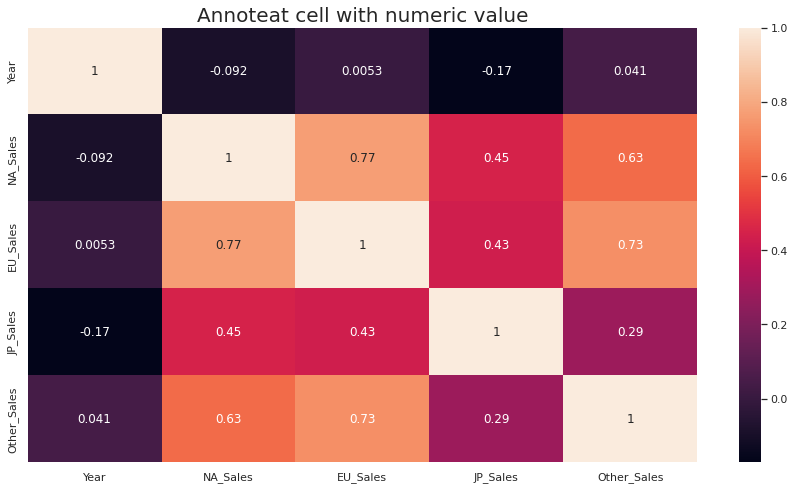 Annoteat cell with numeric value
Year 1 -0.092 0.0053 -0.17 0.041
NA_Sales -0.092 1 0.77 0.45 0.63
EU_Sales 0.0053 0.77 1 0.43 0.73
JP_Sales -0.17 0.45 0.43 1 0.29
Other_Sales 0.041 0.63 0.73 0.29 1
Year NA_Sales EU_Sales JP_Sales Other_Sales
1.0
0.8
0.6
0.4
0.2
0.0